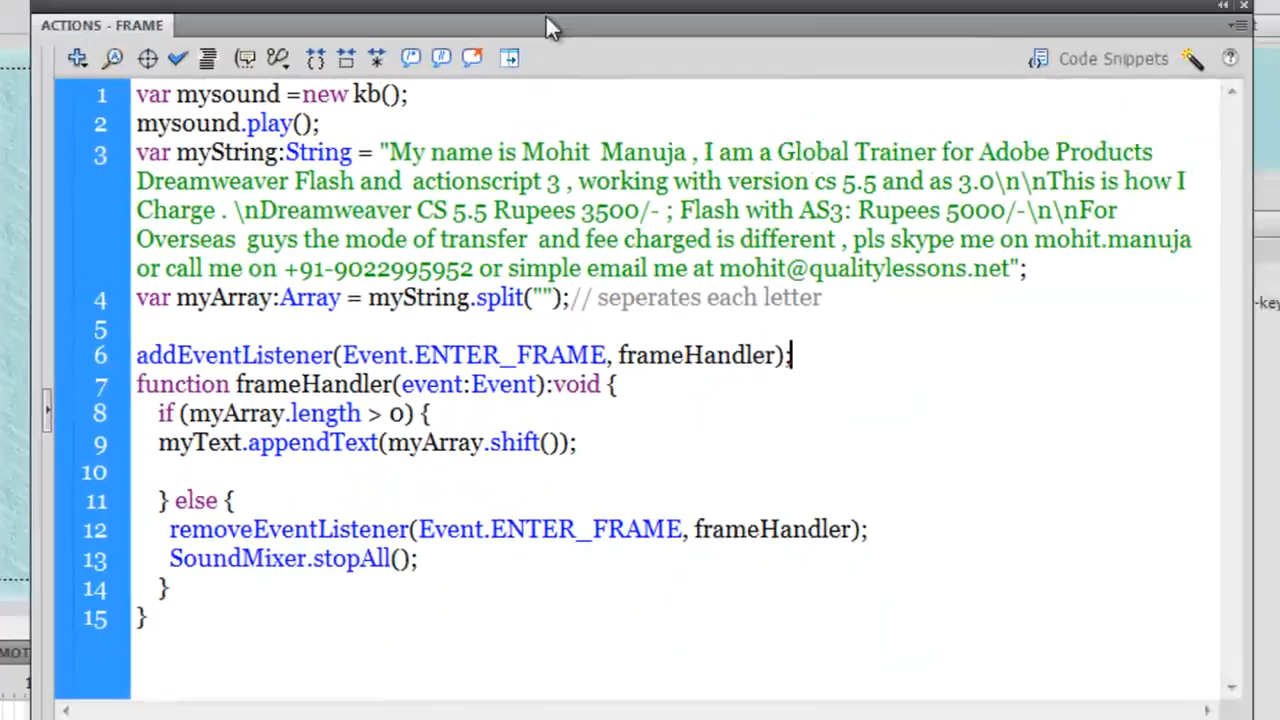 ACTIONS - FRAME
Code Snippets
1 var mysound =new kb();
2 mysound.play();
3 var myString:String = "My name is Mohit  Manuja , I am a Global Trainer for Adobe Products
Dreamweaver Flash and  actionscript 3 , working with version cs 5.5 and as 3.0\n\nThis is how I
Charge . \nDreamweaver CS 5.5 Rupees 3500/- ; Flash with AS3: Rupees 5000/-\n\nFor
Overseas  guys the mode of transfer  and fee charged is different , pls skype me on mohit.manuja
or call me on +91-9022995952 or simple email me at mohit@qualitylessons.net";
4 var myArray:Array = myString.split("");// seperates each letter
5
6 addEventListener(Event.ENTER_FRAME, frameHandler);
7 function frameHandler(event:Event):void {
8 if (myArray.length > 0) {
9 myText.appendText(myArray.shift());
10
11 } else {
12 removeEventListener(Event.ENTER_FRAME, frameHandler);
13 SoundMixer.stopAll();
14 }
15 }